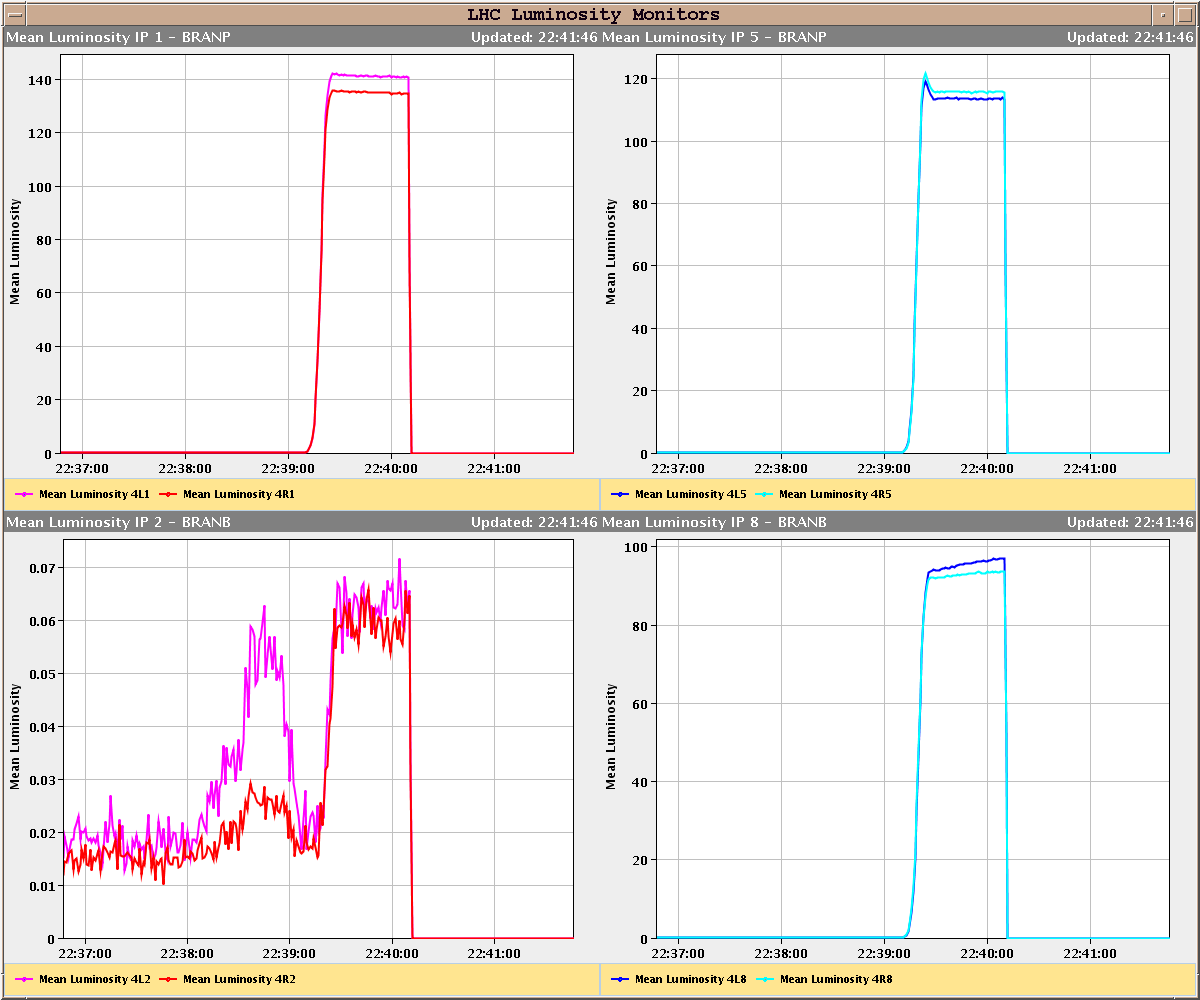 LHC Luminosity Monitors
Mean Luminosity IP 1 - BRANP Updated: 22:41:46
Mean Luminosity
140
120
100
80
60
40
20
0
22:37:00 22:38:00 22:39:00 22:40:00 22:41:00
Mean Luminosity 4L1 Mean Luminosity 4R1
Mean Luminosity IP 5 - BRANP Updated: 22:41:46
Mean Luminosity
120
100
80
60
40
20
0
22:37:00 22:38:00 22:39:00 22:40:00 22:41:00
Mean Luminosity 4L5 Mean Luminosity 4R5
Mean Luminosity IP 2 - BRANB Updated: 22:41:46
Mean Luminosity
0.07
0.06
0.05
0.04
0.03
0.02
0.01
0
22:37:00 22:38:00 22:39:00 22:40:00 22:41:00
Mean Luminosity 4L2 Mean Luminosity 4R2
Mean Luminosity IP 8 - BRANB Updated: 22:41:46
Mean Luminosity
100
80
60
40
20
0
22:37:00 22:38:00 22:39:00 22:40:00 22:41:00
Mean Luminosity 4L8 Mean Luminosity 4R8